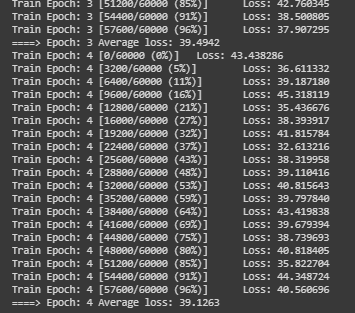 Train Epoch: 3 [51200/60000 (85%)] Loss: 42.760345
Train Epoch: 3 [54400/60000 (91%)] Loss: 38.500805
Train Epoch: 3 [57600/60000 (96%)] Loss: 37.907295
====> Epoch: 3 Average loss: 39.4942
Train Epoch: 4 [0/60000 (0%)] Loss: 43.438286
Train Epoch: 4 [3200/60000 (5%)] Loss: 36.611332
Train Epoch: 4 [6400/60000 (11%)] Loss: 39.187180
Train Epoch: 4 [9600/60000 (16%)] Loss: 45.318119
Train Epoch: 4 [12800/60000 (21%)] Loss: 35.436676
Train Epoch: 4 [16000/60000 (27%)] Loss: 38.393917
Train Epoch: 4 [19200/60000 (32%)] Loss: 41.815784
Train Epoch: 4 [22400/60000 (37%)] Loss: 32.613216
Train Epoch: 4 [25600/60000 (43%)] Loss: 38.319958
Train Epoch: 4 [28800/60000 (48%)] Loss: 39.110416
Train Epoch: 4 [32000/60000 (53%)] Loss: 40.815643
Train Epoch: 4 [35200/60000 (59%)] Loss: 39.797840
Train Epoch: 4 [38400/60000 (64%)] Loss: 43.419838
Train Epoch: 4 [41600/60000 (69%)] Loss: 39.679394
Train Epoch: 4 [44800/60000 (75%)] Loss: 38.739693
Train Epoch: 4 [48000/60000 (80%)] Loss: 40.818405
Train Epoch: 4 [51200/60000 (85%)] Loss: 35.822704
Train Epoch: 4 [54400/60000 (91%)] Loss: 44.348724
Train Epoch: 4 [57600/60000 (96%)] Loss: 40.560696
====> Epoch: 4 Average loss: 39.1263